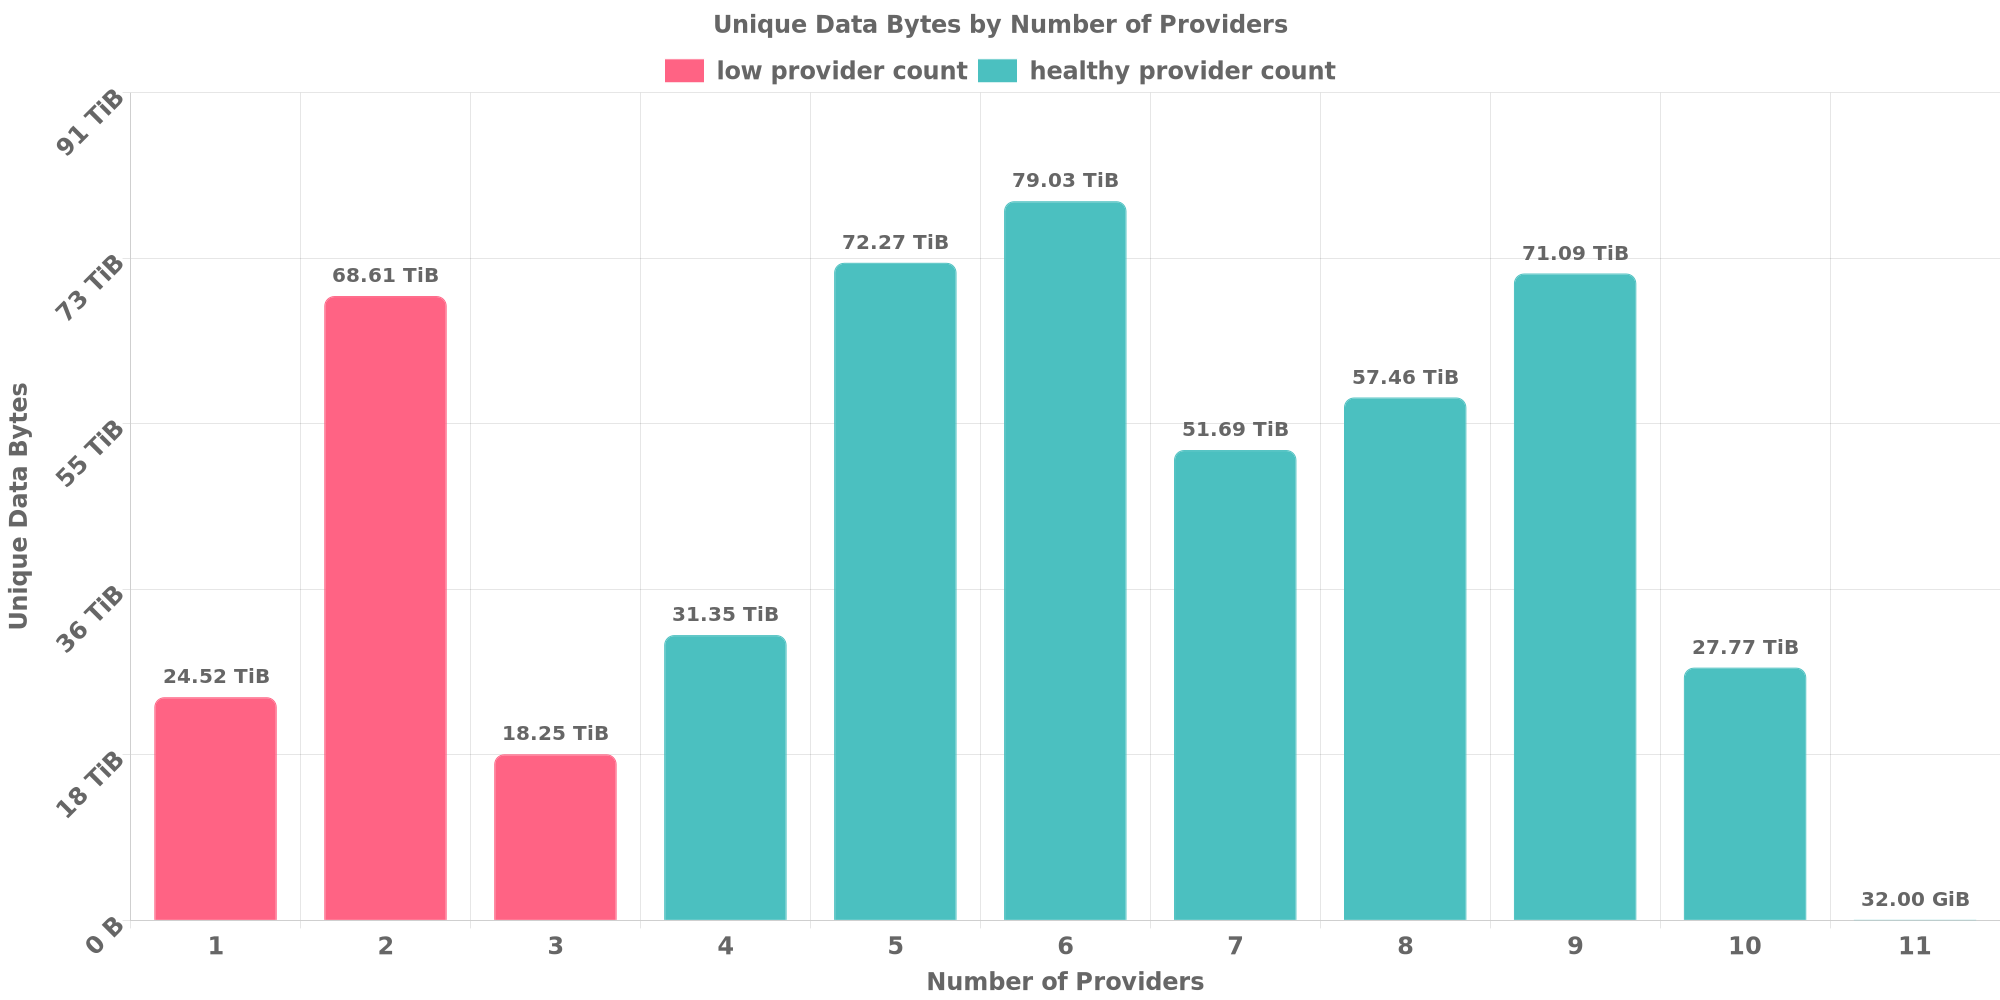 Unique Data Bytes by Number of Providers
low provider count healthy provider count
91 TiB
73 TiB
55 TiB
36 TiB
18 TiB
0 B
Unique Data Bytes
24.52 TiB
68.61 TiB
18.25 TiB
31.35 TiB
72.27 TiB
79.03 TiB
51.69 TiB
57.46 TiB
71.09 TiB
27.77 TiB
32.00 GiB
1 2 3 4 5 6 7 8 9 10 11
Number of Providers